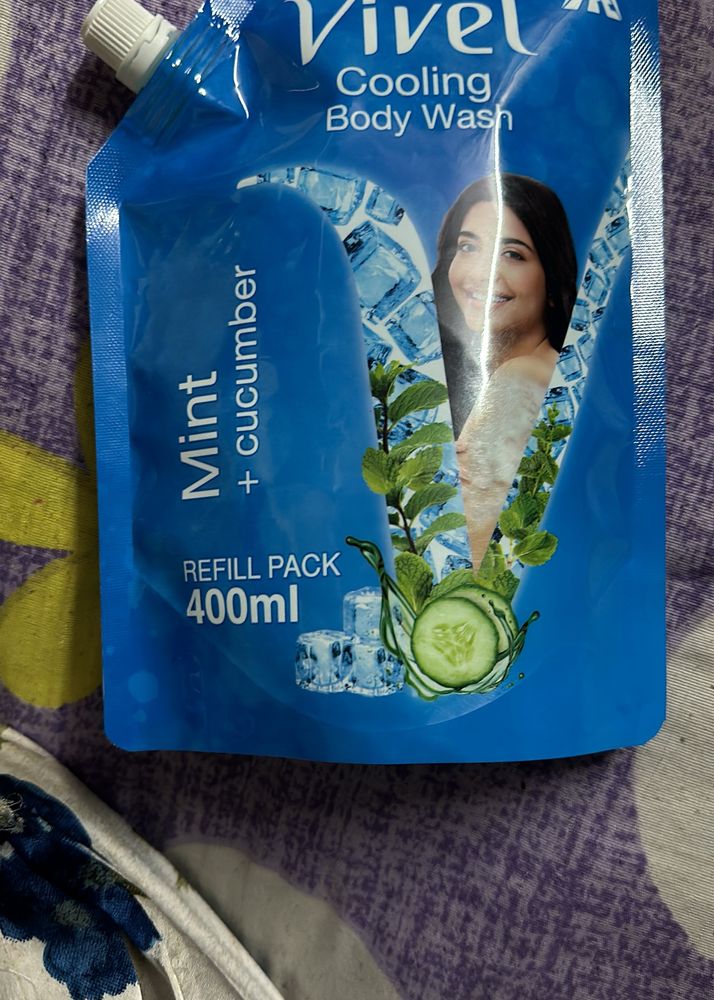 Vivel
Cooling
Body Wash
Mint
+ cucumber
REFILL PACK
400ml